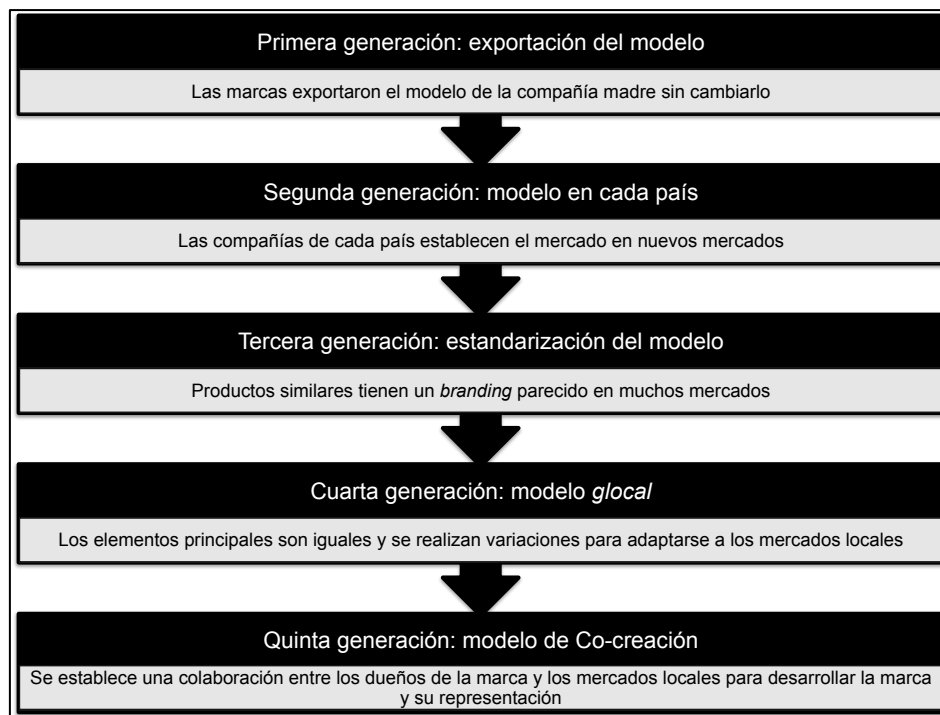 Primera generación: exportación del modelo
Las marcas exportaron el modelo de la compañía madre sin cambiarlo
Segunda generación: modelo en cada país
Las compañías de cada país establecen el mercado en nuevos mercados
Tercera generación: estandarización del modelo
Productos similares tienen un branding parecido en muchos mercados
Cuarta generación: modelo glocal
Los elementos principales son iguales y se realizan variaciones para adaptarse a los mercados locales
Quinta generación: modelo de Co-creación
Se establece una colaboración entre los dueños de la marca y los mercados locales para desarrollar la marca
y su representación